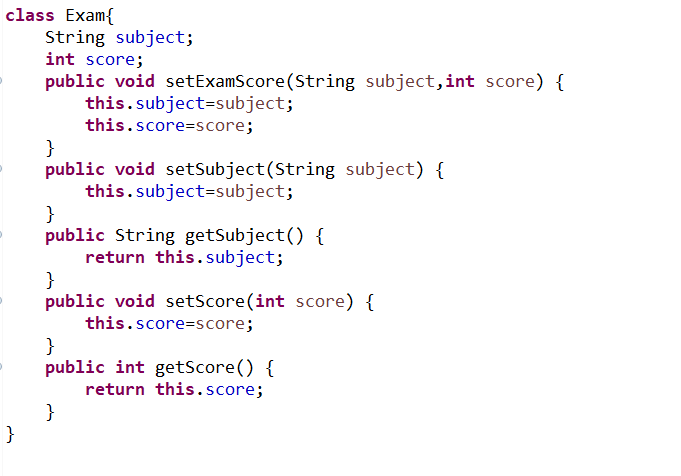 class Exam{
    String subject;
    int score;
    public void setExamScore(String subject,int score) {
        this.subject=subject;
        this.score=score;
    }
    public void setSubject(String subject) {
        this.subject=subject;
    }
    public String getSubject() {
        return this.subject;
    }
    public void setScore(int score) {
        this.score=score;
    }
    public int getScore() {
        return this.score;
    }
}